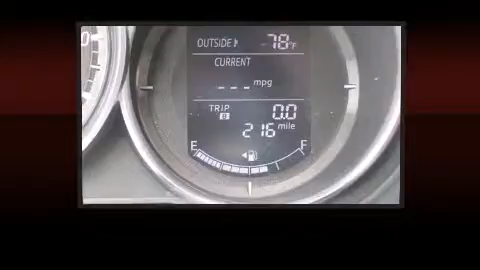 OUTSIDE 78°F
CURRENT
--- mpg
TRIP B 0.0
216 mile
E F